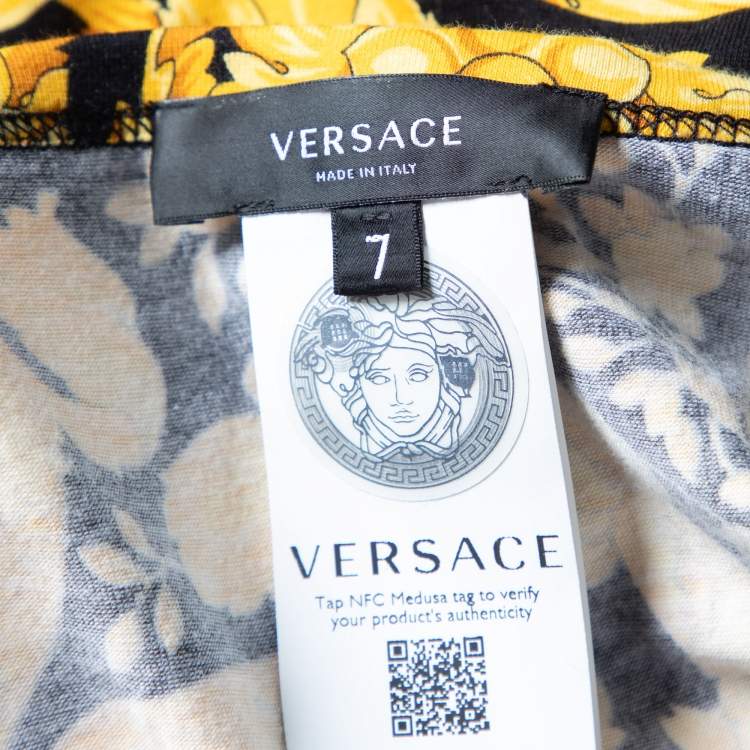 VERSACE
MADE IN ITALY
7
VERSACE
Tap NFC Medusa tag to verify
your product's authenticity